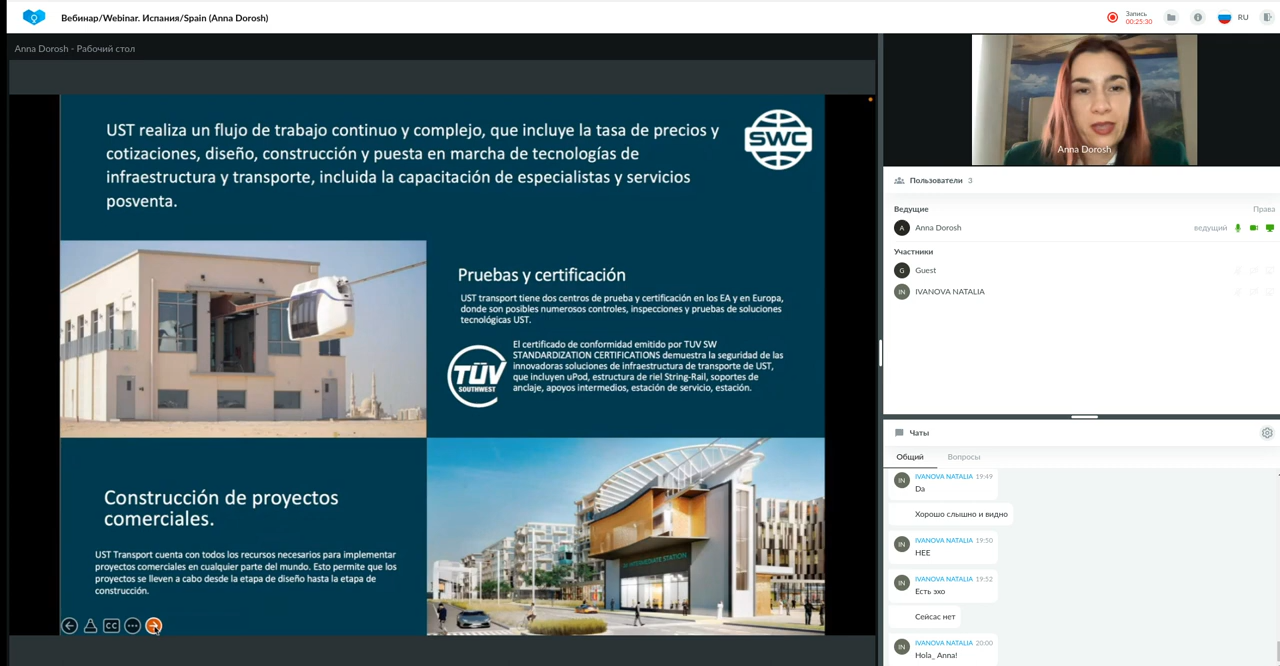 Вебинар/Webinar. Испания/Spain (Anna Dorosh)
Запись
00:25:30
RU
Anna Dorosh - Рабочий стол
UST realiza un flujo de trabajo continuo y complejo, que incluye la tasa de precios y
cotizaciones, diseño, construcción y puesta en marcha de tecnologías de
infraestructura y transporte, incluida la capacitación de especialistas y servicios
posventa.
SWC
Pruebas y certificación
UST transport tiene dos centros de prueba y certificación en los EA y en Europa,
donde son posibles numerosos controles, inspecciones y pruebas de soluciones
tecnológicas UST.
TÜV
SOUTHWEST
El certificado de conformidad emitido por TUV SW
STANDARDIZATION CERTIFICATIONS demuestra la seguridad de las
innovadoras soluciones de infraestructura de transporte de UST,
que incluyen uPod, estructura de riel String-Rail, soportes de
anclaje, apoyos intermedios, estación de servicio, estación.
Construcción de proyectos
comerciales.
UST Transport cuenta con todos los recursos necesarios para implementar
proyectos comerciales en cualquier parte del mundo. Esto permite que los
proyectos se lleven a cabo desde la etapa de diseño hasta la etapa de
construcción.
INTERMEDIATE STATION
CC
Anna Dorosh
Пользователи 3
Ведущие
Права
A
Anna Dorosh
ведущий
Участники
G
Guest
IN
IVANOVA NATALIA
Чаты
Общий
Вопросы
IN
IVANOVA NATALIA 19:49
Da
Хорошо слышно и видно
IN
IVANOVA NATALIA 19:50
HEE
IN
IVANOVA NATALIA 19:52
Есть эхо
Сейсас нет
IN
IVANOVA NATALIA 20:00
Hola_ Anna!